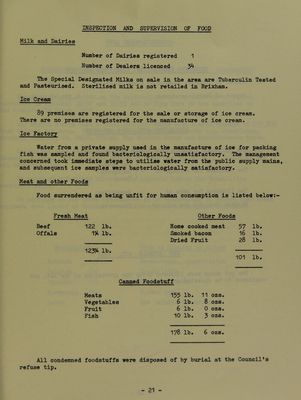 INSPECTION AND SUPERVISION OF FOOD
Milk and Dairies
Number of Dairies registered 1
Number of Dealers licenced 34
The Special Designated Milks on sale in the area are Tuberculin Tested
and Pasteurised. Sterilised milk is not retailed in Brixham.
Ice Cream
89 premises are registered for the sale or storage of ice cream.
There are no premises registered for the manufacture of ice cream.
Ice Factory
Water from a private supply used in the manufacture of ice for packing
fish was sampled and found bacteriologically unsatisfactory. The management
concerned took immediate steps to utilise water from the public supply mains,
and subsequent ice samples were bacteriologically satisfactory.
Meat and other Foods
Food surrendered as being unfit for human consumption is listed below:-
Fresh Meat Other Foods
Beef 122 lb. Home cooked meat 57 lb.
Offals 1¾ lb. Smoked bacon 16 lb.
Dried Fruit 28 lb.
123¾ lb.
101 lb.
Canned Foodstuff
Meats 155 lb. 11 ozs.
Vegetables 6 lb. 8 ozs.
Fruit 6 lb. 0 ozs.
Fish 10 lb. 3 ozs.
178 lb. 6 ozs.
All condemned foodstuffs were disposed of by burial at the Council's
refuse tip.
- 21 -